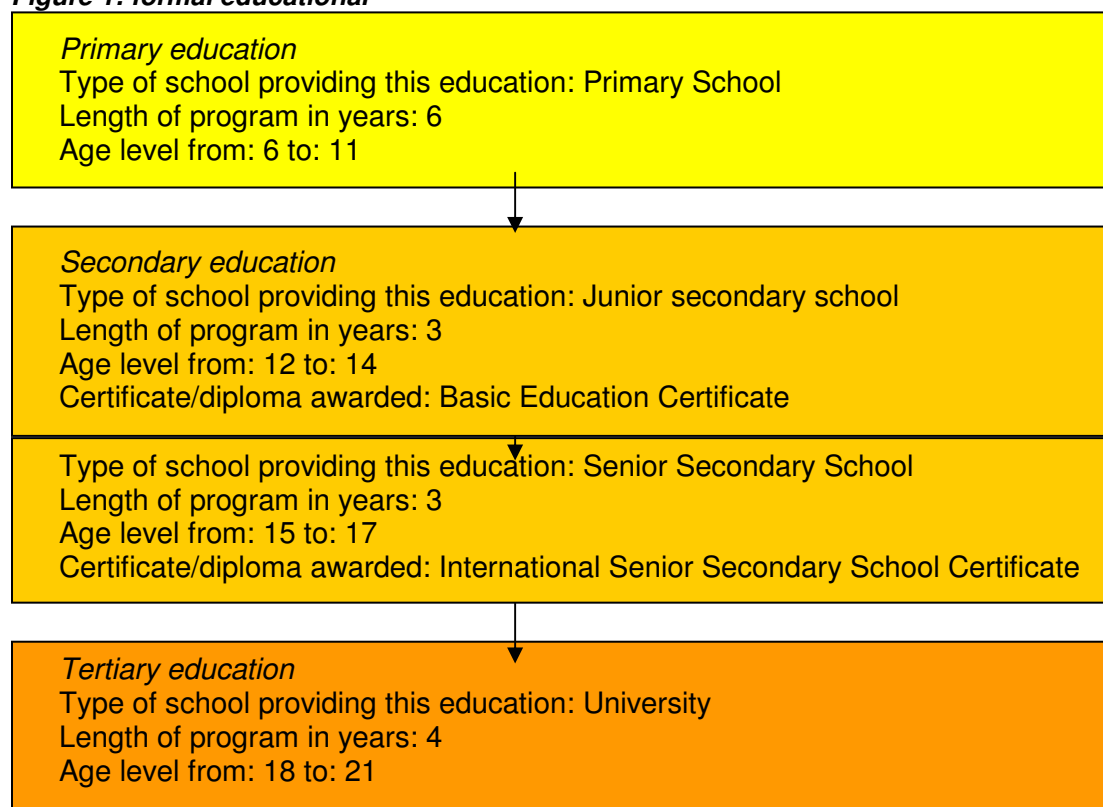 Figure 1: formal educational
Primary education
Type of school providing this education: Primary School
Length of program in years: 6
Age level from: 6 to: 11
Secondary education
Type of school providing this education: Junior secondary school
Length of program in years: 3
Age level from: 12 to: 14
Certificate/diploma awarded: Basic Education Certificate
Type of school providing this education: Senior Secondary School
Length of program in years: 3
Age level from: 15 to: 17
Certificate/diploma awarded: International Senior Secondary School Certificate
Tertiary education
Type of school providing this education: University
Length of program in years: 4
Age level from: 18 to: 21